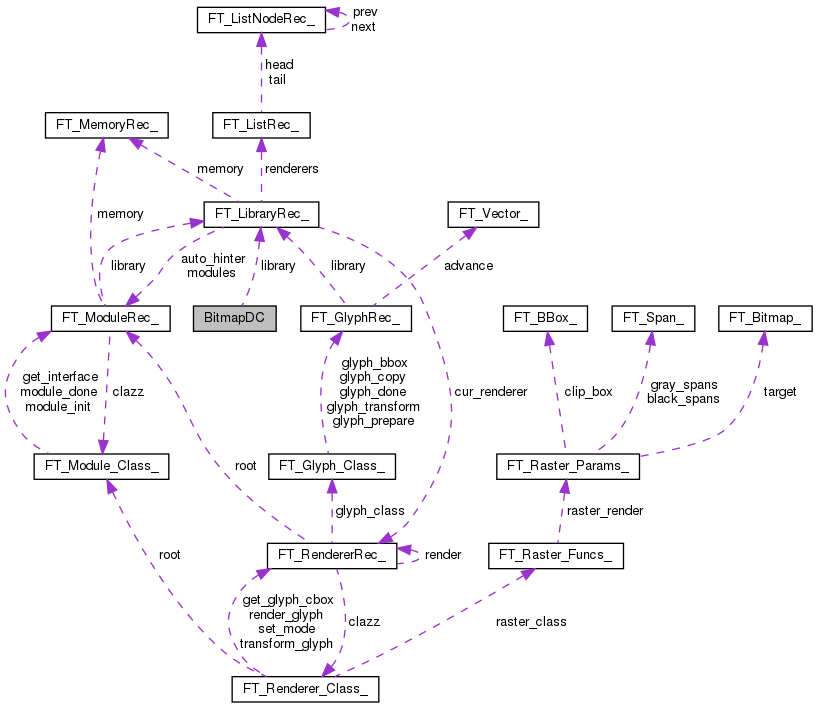 FT_ListNodeRec_
prev
next
head
tail
FT_MemoryRec_
FT_ListRec_
memory
renderers
memory
FT_LibraryRec_
FT_Vector_
library
auto_hinter
modules
library
library
advance
FT_ModuleRec_
BitmapDC
FT_GlyphRec_
FT_BBox_
FT_Span_
FT_Bitmap_
get_interface
module_done
module_init
clazz
glyph_bbox
glyph_copy
glyph_done
glyph_transform
glyph_prepare
cur_renderer
clip_box
gray_spans
black_spans
target
FT_Module_Class_
root
FT_Glyph_Class_
FT_Raster_Params_
glyph_class
raster_render
root
FT_RendererRec_
render
FT_Raster_Funcs_
get_glyph_cbox
render_glyph
set_mode
transform_glyph
clazz
raster_class
FT_Renderer_Class_